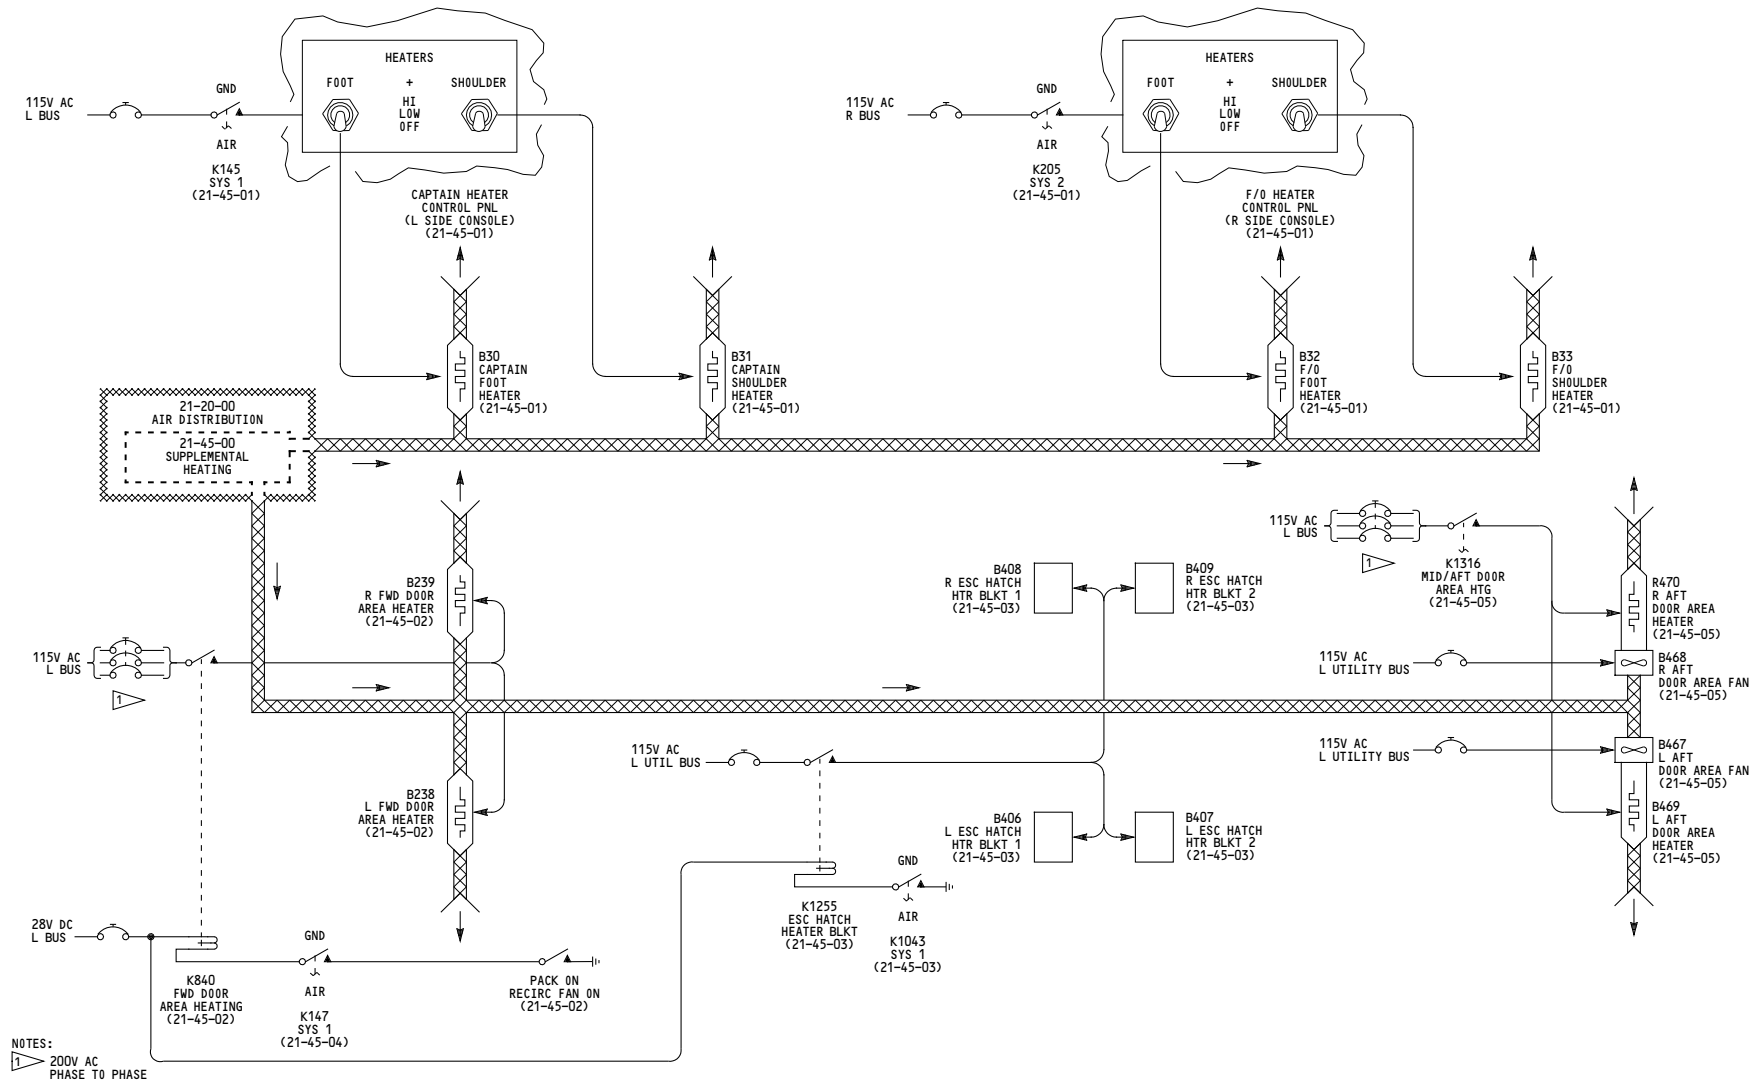 HEATERS
FOOT
+
SHOULDER
HI
LOW
OFF
115V AC
L BUS
GND
AIR
K145
SYS 1
(21-45-01)
CAPTAIN HEATER
CONTROL PNL
(L SIDE CONSOLE)
(21-45-01)
HEATERS
FOOT
+
SHOULDER
HI
LOW
OFF
115V AC
R BUS
GND
AIR
K205
SYS 2
(21-45-01)
F/O HEATER
CONTROL PNL
(R SIDE CONSOLE)
(21-45-01)
B30
CAPTAIN
FOOT
HEATER
(21-45-01)
B31
CAPTAIN
SHOULDER
HEATER
(21-45-01)
B32
F/O
FOOT
HEATER
(21-45-01)
B33
F/O
SHOULDER
HEATER
(21-45-01)
21-20-00
AIR DISTRIBUTION
21-45-00
SUPPLEMENTAL
HEATING
115V AC
L BUS
1
K1316
MID/AFT DOOR
AREA HTG
(21-45-05)
B239
R FWD DOOR
AREA HEATER
(21-45-02)
B408
R ESC HATCH
HTR BLKT 1
(21-45-03)
B409
R ESC HATCH
HTR BLKT 2
(21-45-03)
R470
R AFT
DOOR AREA
HEATER
(21-45-05)
115V AC
L BUS
1
115V AC
L UTILITY BUS
B468
R AFT
DOOR AREA FAN
(21-45-05)
115V AC
L UTIL BUS
115V AC
L UTILITY BUS
B467
L AFT
DOOR AREA FAN
(21-45-05)
B238
L FWD DOOR
AREA HEATER
(21-45-02)
B406
L ESC HATCH
HTR BLKT 1
(21-45-03)
B407
L ESC HATCH
HTR BLKT 2
(21-45-03)
B469
L AFT
DOOR AREA
HEATER
(21-45-05)
K1255
ESC HATCH
HEATER BLKT
(21-45-03)
GND
AIR
K1043
SYS 1
(21-45-03)
28V DC
L BUS
K840
FWD DOOR
AREA HEATING
(21-45-02)
GND
AIR
K147
SYS 1
(21-45-04)
PACK ON
RECIRC FAN ON
(21-45-02)
NOTES:
1 200V AC
PHASE TO PHASE